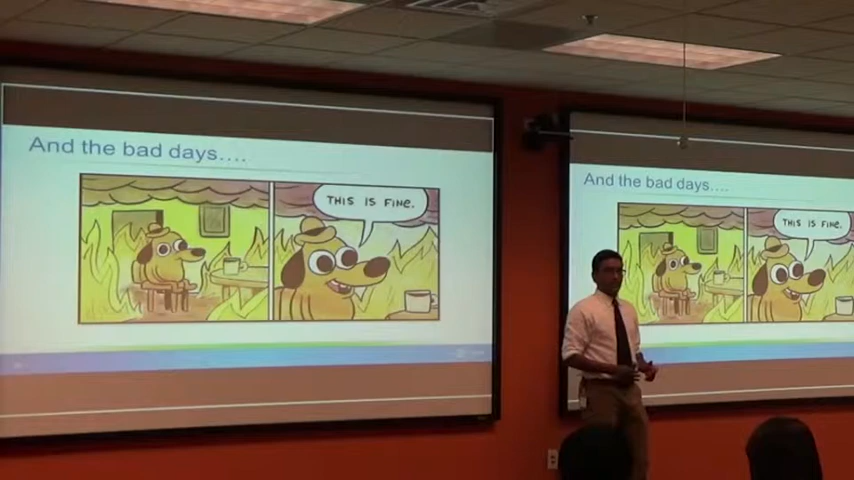 And the bad days....
THIS IS FINE.
And the bad days....
THIS IS FINE.